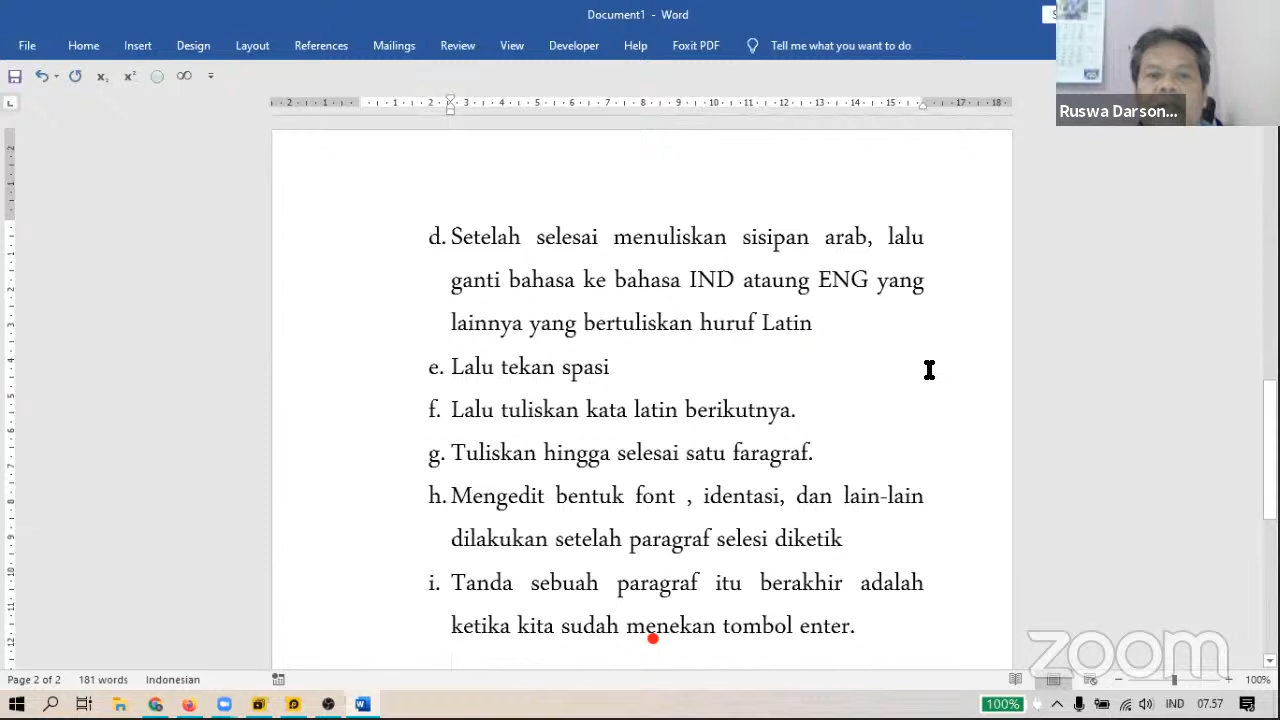 Document1 - Word
File Home Insert Design Layout References Mailings Review View Developer Help Foxit PDF Tell me what you want to do
Ruswa Darson...
d. Setelah selesai menuliskan sisipan arab, lalu
ganti bahasa ke bahasa IND ataung ENG yang
lainnya yang bertuliskan huruf Latin
e. Lalu tekan spasi
f. Lalu tuliskan kata latin berikutnya.
g. Tuliskan hingga selesai satu faragraf.
h. Mengedit bentuk font , identasi, dan lain-lain
dilakukan setelah paragraf selesi diketik
i. Tanda sebuah paragraf itu berakhir adalah
ketika kita sudah menekan tombol enter.
zoom
Page 2 of 2 181 words Indonesian 100%
100% IND 07.57